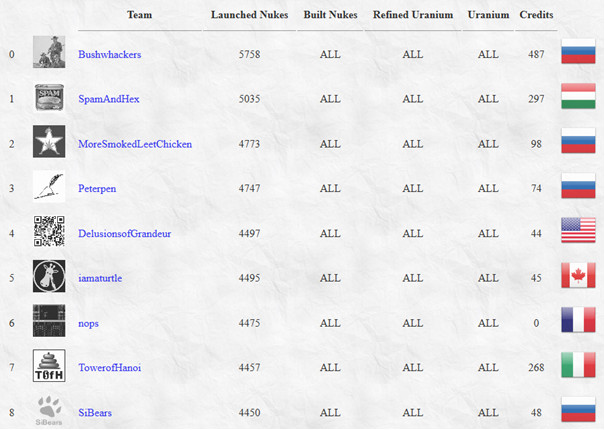 Team Launched Nukes Built Nukes Refined Uranium Uranium Credits
0 SPAM Bushwhackers 5758 ALL ALL ALL 487
1 SPAM SpamAndHex 5035 ALL ALL ALL 297
2 MoreSmokedLeetChicken 4773 ALL ALL ALL 98
3 Peterpen 4747 ALL ALL ALL 74
4 DelusionsofGrandeur 4497 ALL ALL ALL 44
5 iamaturtle 4495 ALL ALL ALL 45
6 nops 4475 ALL ALL ALL 0
7 TBfH TowerofHanoi 4457 ALL ALL ALL 268
8 SiBears SiBears 4450 ALL ALL ALL 48